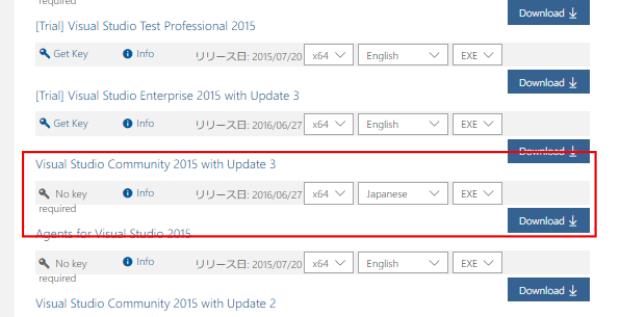 required
Download
[Trial] Visual Studio Test Professional 2015
Get Key Info リリース日: 2015/07/20 x64 English EXE
Download
[Trial] Visual Studio Enterprise 2015 with Update 3
Get Key Info リリース日: 2016/06/27 x64 English EXE
Download
Visual Studio Community 2015 with Update 3
No key required Info リリース日: 2016/06/27 x64 Japanese EXE
Download
Agents for Visual Studio 2015
No key required Info リリース日: 2015/07/20 x64 English EXE
Download
Visual Studio Community 2015 with Update 2